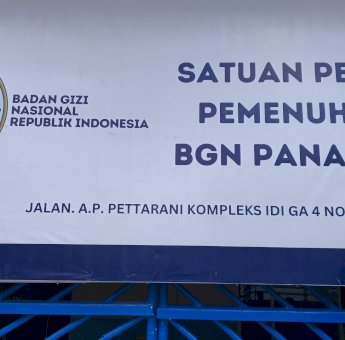 BADAN GIZI
NASIONAL
REPUBLIK INDONESIA
SATUAN PE
PEMENUH
BGN PANA
JALAN. A.P. PETTARANI KOMPLEKS IDI GA 4 NO